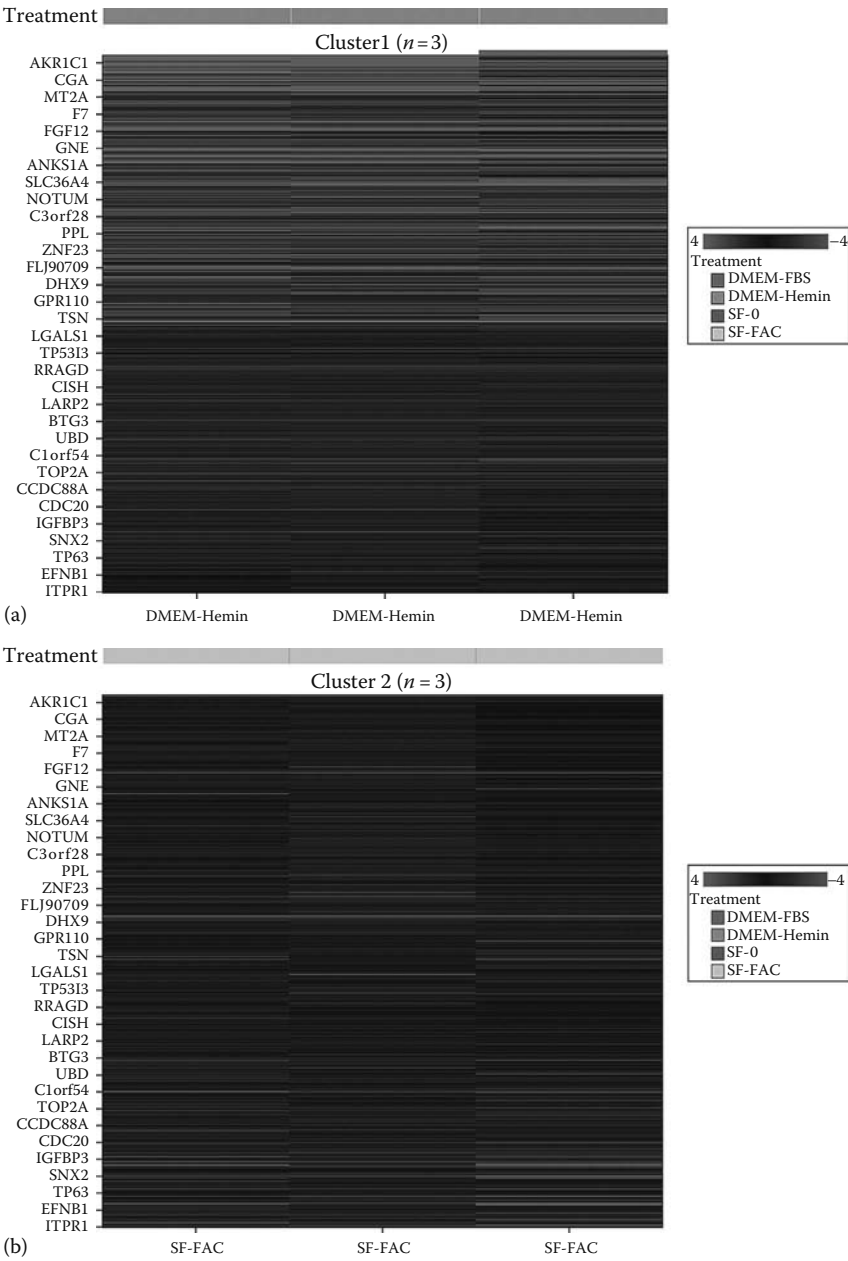 Treatment
Cluster1 (n=3)
AKR1C1
CGA
MT2A
F7
FGF12
GNE
ANKS1A
SLC36A4
NOTUM
C3orf28
PPL
ZNF23
FLJ90709
DHX9
GPR110
TSN
LGALS1
TP53I3
RRAGD
CISH
LARP2
BTG3
UBD
C1orf54
TOP2A
CCDC88A
CDC20
IGFBP3
SNX2
TP63
EFNB1
ITPR1
(a)
DMEM-Hemin DMEM-Hemin DMEM-Hemin
4 –4
Treatment
DMEM-FBS
DMEM-Hemin
SF-0
SF-FAC
Treatment
Cluster 2 (n = 3)
AKR1C1
CGA
MT2A
F7
FGF12
GNE
ANKS1A
SLC36A4
NOTUM
C3orf28
PPL
ZNF23
FLJ90709
DHX9
GPR110
TSN
LGALS1
TP53I3
RRAGD
CISH
LARP2
BTG3
UBD
C1orf54
TOP2A
CCDC88A
CDC20
IGFBP3
SNX2
TP63
EFNB1
ITPR1
(b)
SF-FAC SF-FAC SF-FAC
4 –4
Treatment
DMEM-FBS
DMEM-Hemin
SF-0
SF-FAC